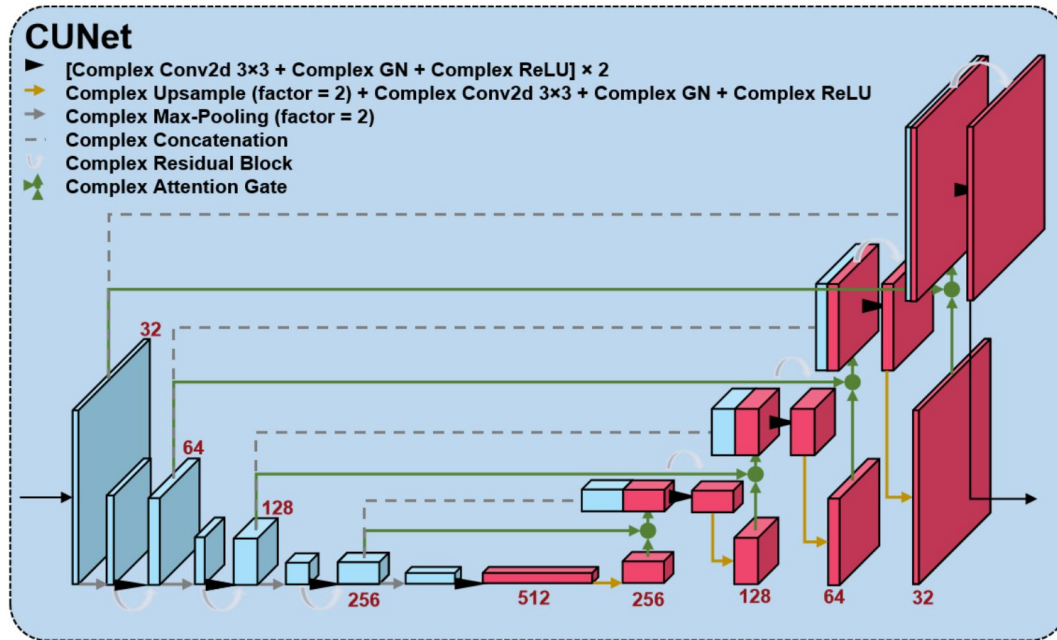 CUNet
[Complex Conv2d 3×3 + Complex GN + Complex ReLU] × 2
Complex Upsample (factor = 2) + Complex Conv2d 3×3 + Complex GN + Complex ReLU
Complex Max-Pooling (factor = 2)
Complex Concatenation
Complex Residual Block
Complex Attention Gate
32
64
128
256
512
256
128
64
32